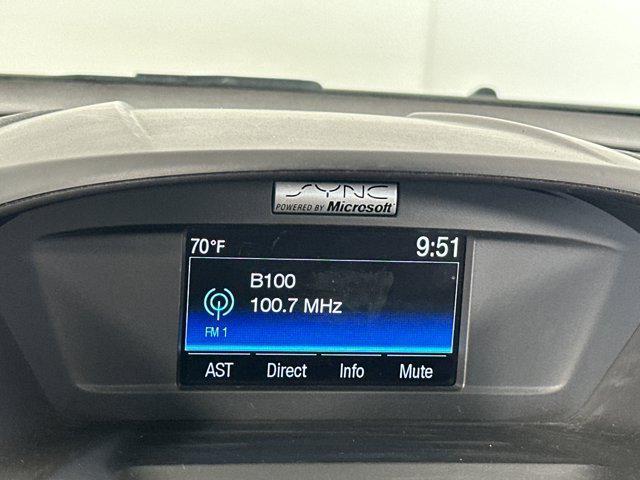 SYNC
POWERED BY Microsoft
70°F 9:51
B100
100.7 MHz
FM 1
AST Direct Info Mute